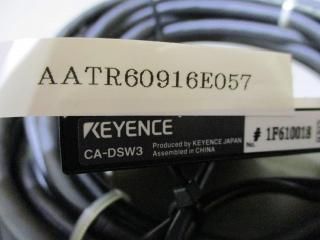 AATR60916E057
KEYENCE
CA-DSW3
Produced by KEYENCE JAPAN
Assembled in CHINA
No. # 1F610018